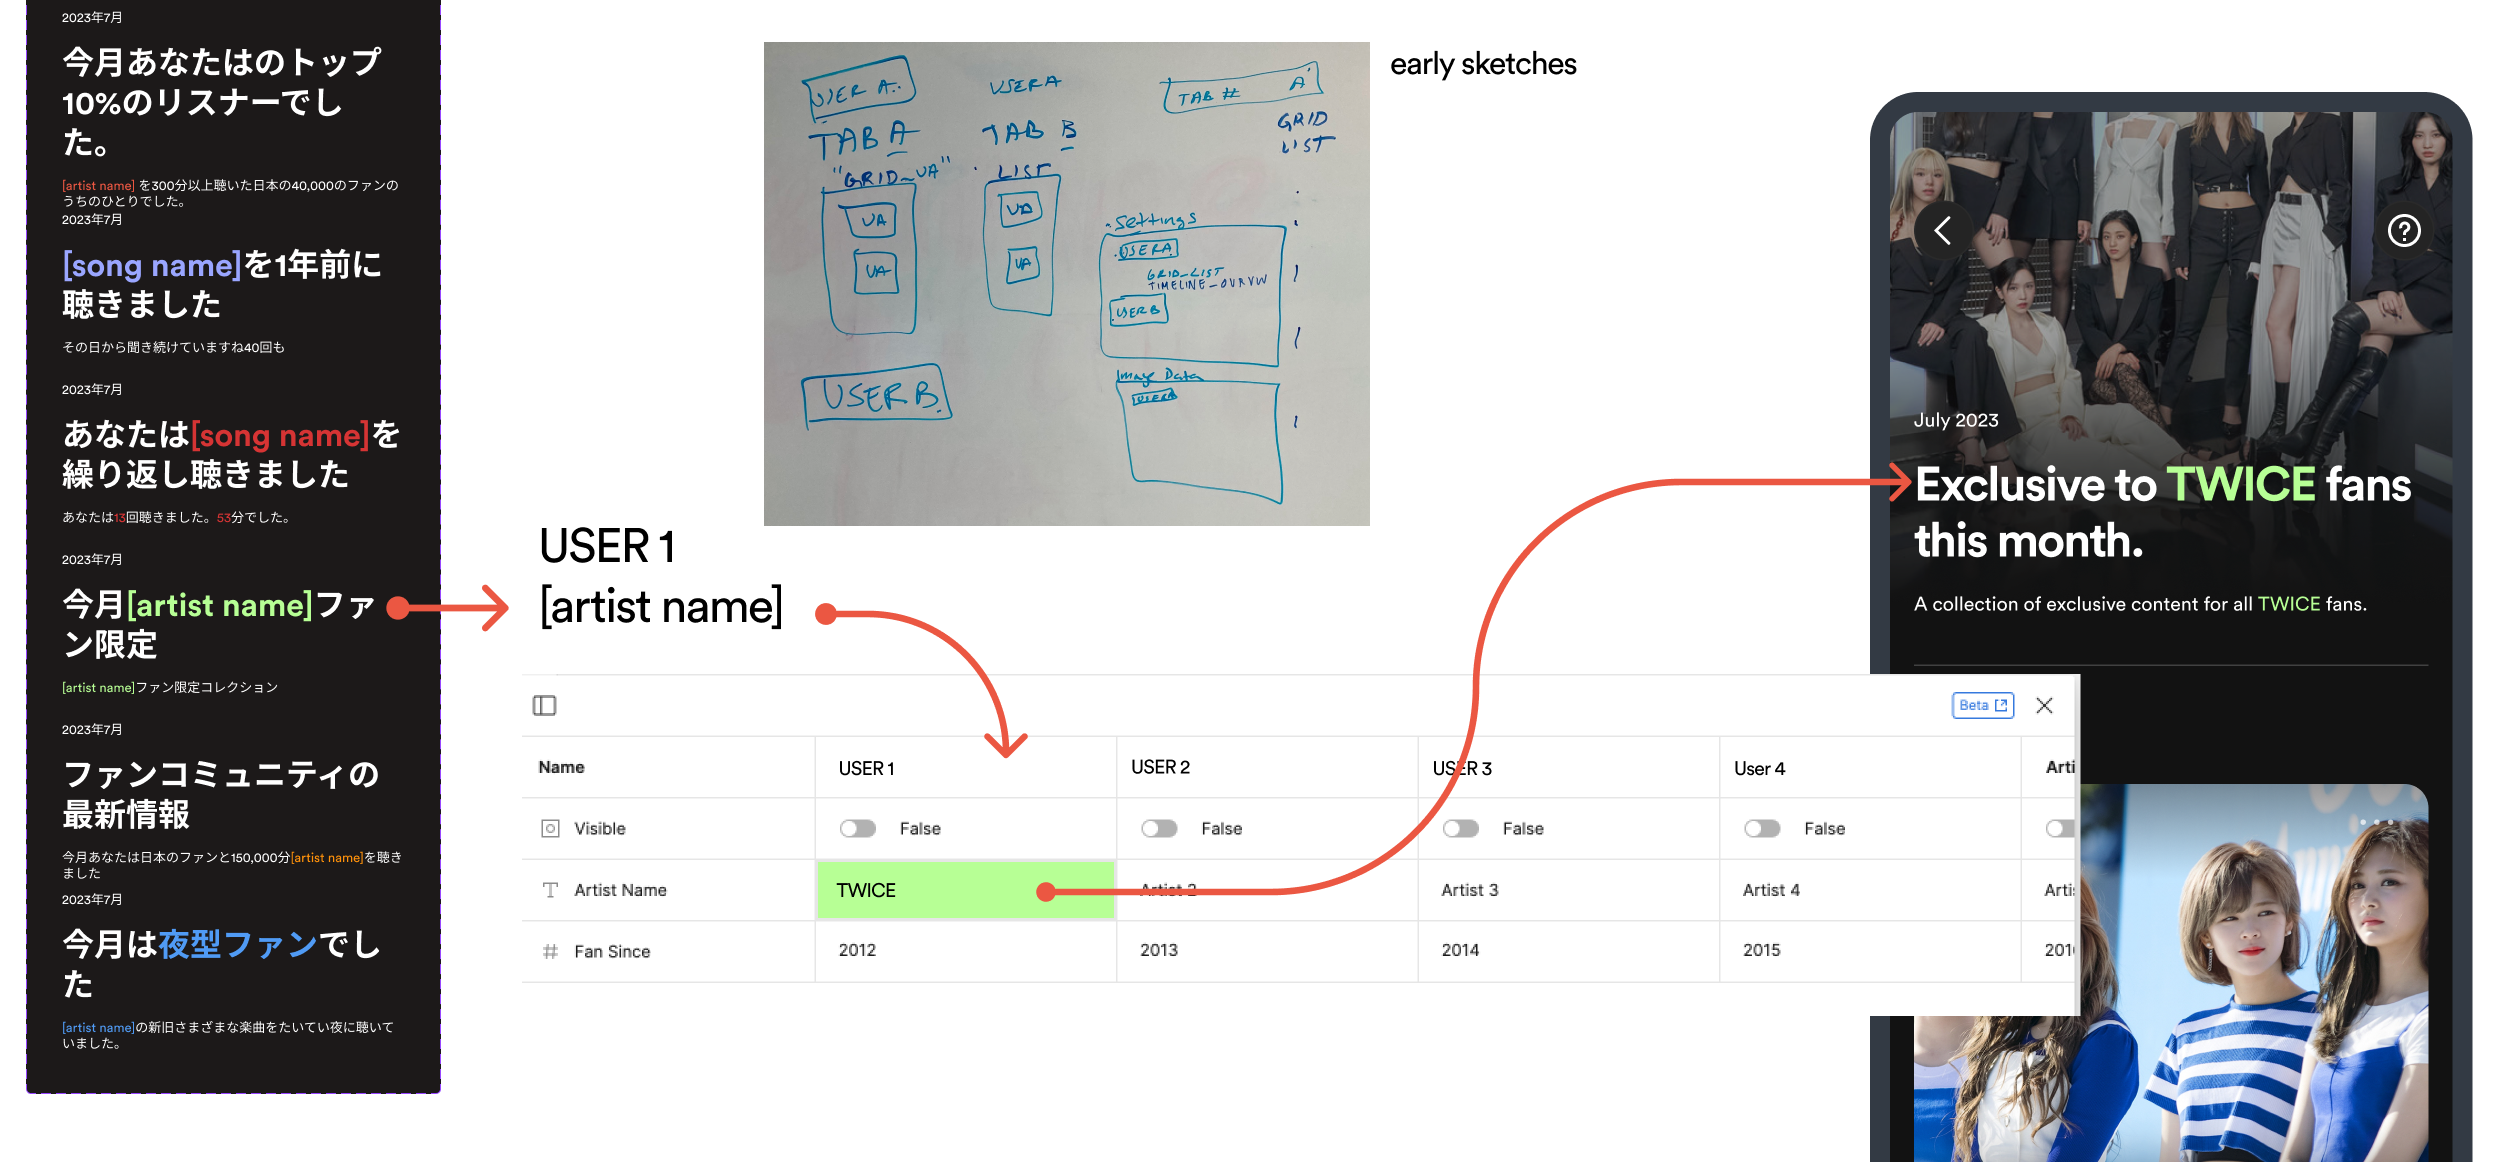 2023年7月
今月あなたはのトップ
10%のリスナーでし
た。
[artist name] を300分以上聴いた日本の40,000のファンの
うちのひとりでした。
2023年7月
[song name]を1年前に
聴きました
その日から聞き続けていますね40回も
2023年7月
あなたは[song name]を
繰り返し聴きました
あなたは13回聴きました。53分でした。
2023年7月
今月[artist name]ファ
ン限定
[artist name]ファン限定コレクション
2023年7月
ファンコミュニティの
最新情報
今月あなたは日本のファンと150,000分[artist name]を聴き
ました
2023年7月
今月は夜型ファンでし
た
[artist name]の新旧さまざまな楽曲をたいてい夜に聴いて
いました。
USER A..
TAB A
"GRID_UA"
UA
UA
USER A
TAB B
LIST
UA
UA
TAB # A
GRID
LIST
Settings
USER A
GRID_LIST
TIMELINE_OVRVW
USER B
Image Data
USER A
USER B
early sketches
USER 1
[artist name]
Beta
Name USER 1 USER 2 USER 3 User 4 Arti
Visible False False False False
Artist Name TWICE Artist 2 Artist 3 Artist 4 Arti
Fan Since 2012 2013 2014 2015 201
July 2023
Exclusive to TWICE fans
this month.
A collection of exclusive content for all TWICE fans.